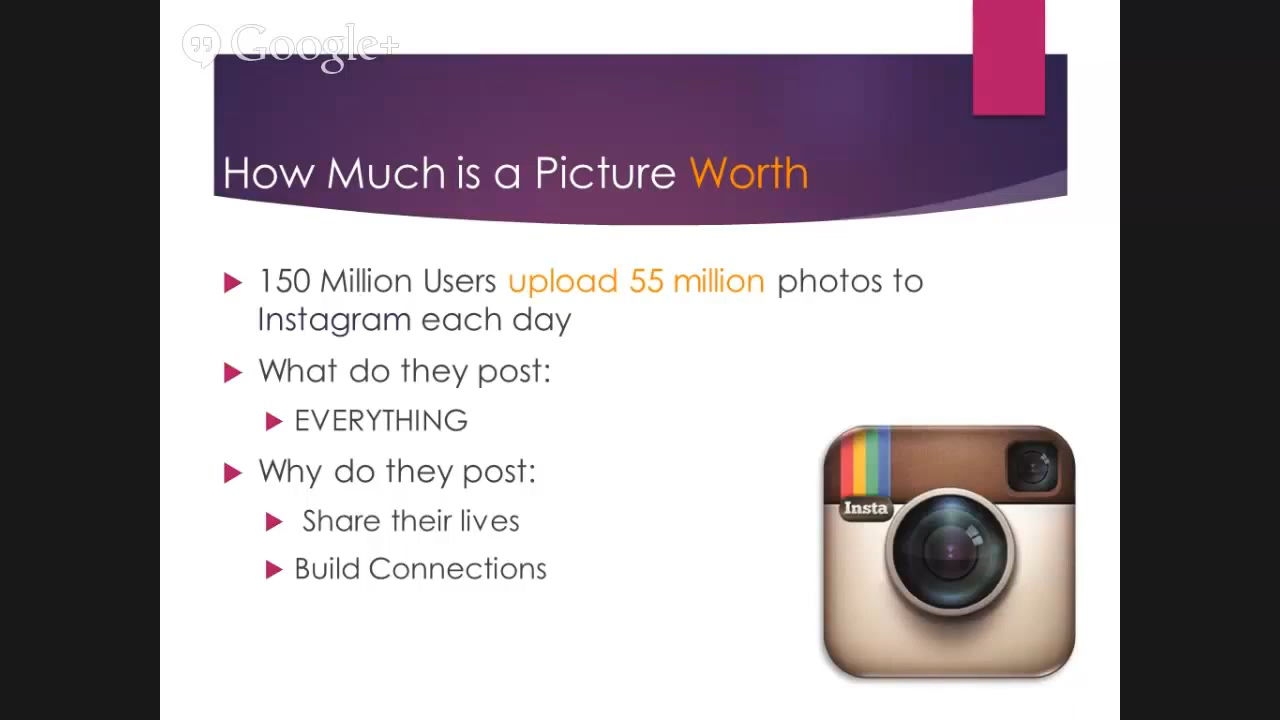 Google+
How Much is a Picture Worth
150 Million Users upload 55 million photos to
Instagram each day
What do they post:
EVERYTHING
Why do they post:
Share their lives
Build Connections
Insta